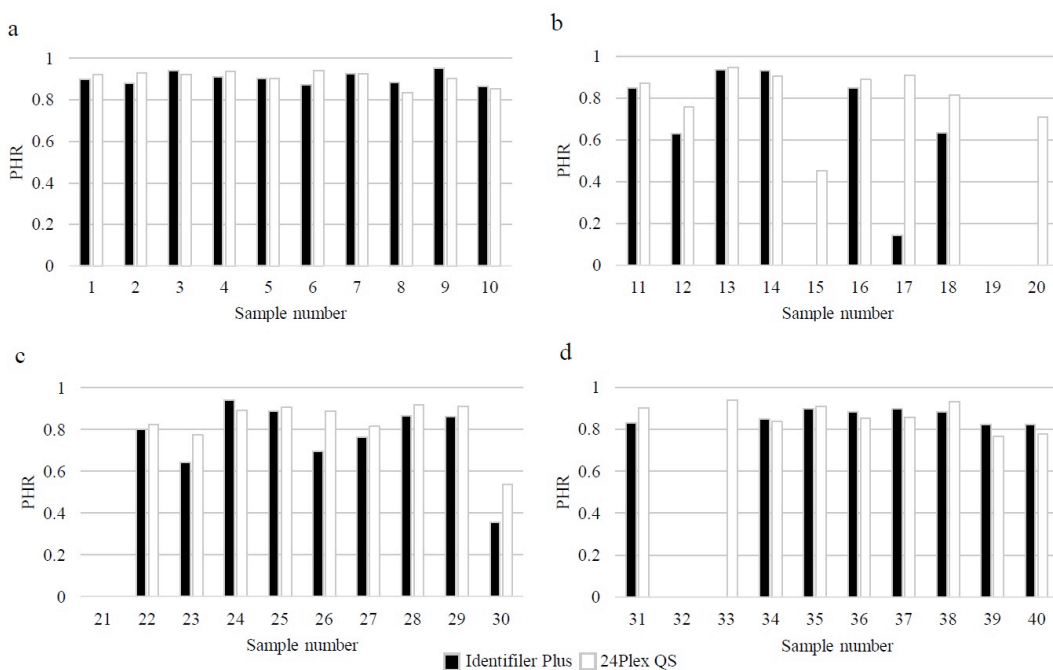 a
1
0.8
0.6
0.4
0.2
0
PHR
1 2 3 4 5 6 7 8 9 10
Sample number
b
1
0.8
0.6
0.4
0.2
0
PHR
11 12 13 14 15 16 17 18 19 20
Sample number
c
1
0.8
0.6
0.4
0.2
0
PHR
21 22 23 24 25 26 27 28 29 30
Sample number
d
1
0.8
0.6
0.4
0.2
0
PHR
31 32 33 34 35 36 37 38 39 40
Sample number
Identifiler Plus 24Plex QS